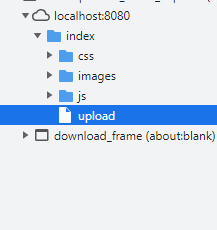 localhost:8080
index
css
images
js
upload
download_frame (about:blank)